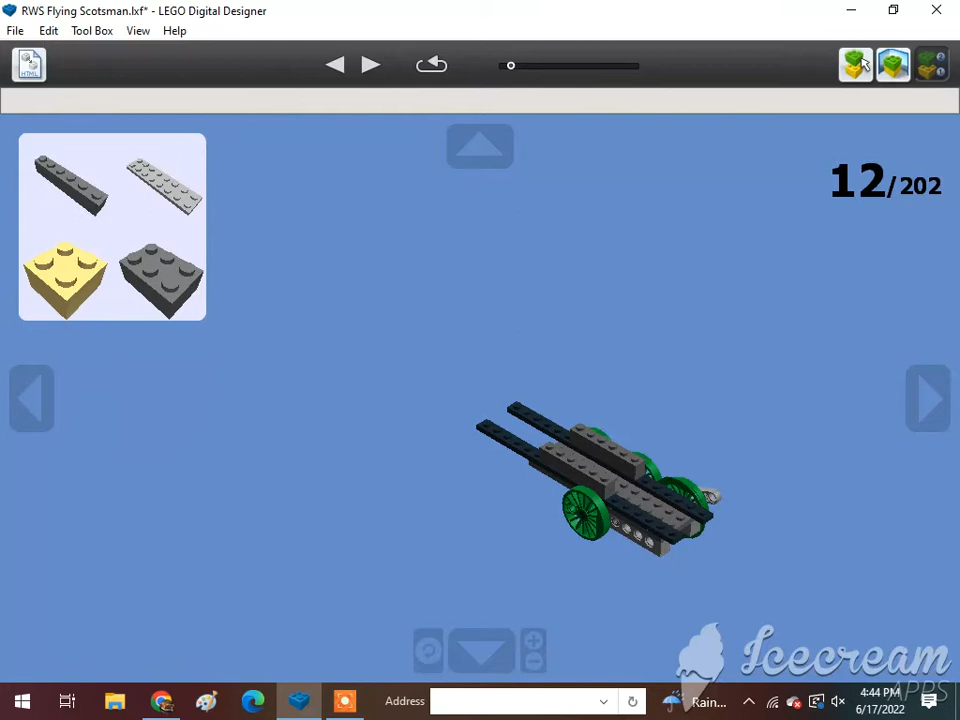 RWS Flying Scotsman.lxf* - LEGO Digital Designer
File Edit Tool Box View Help
HTML
12/202
Icecream
APPS
Address
Rain...
4:44 PM
6/17/2022